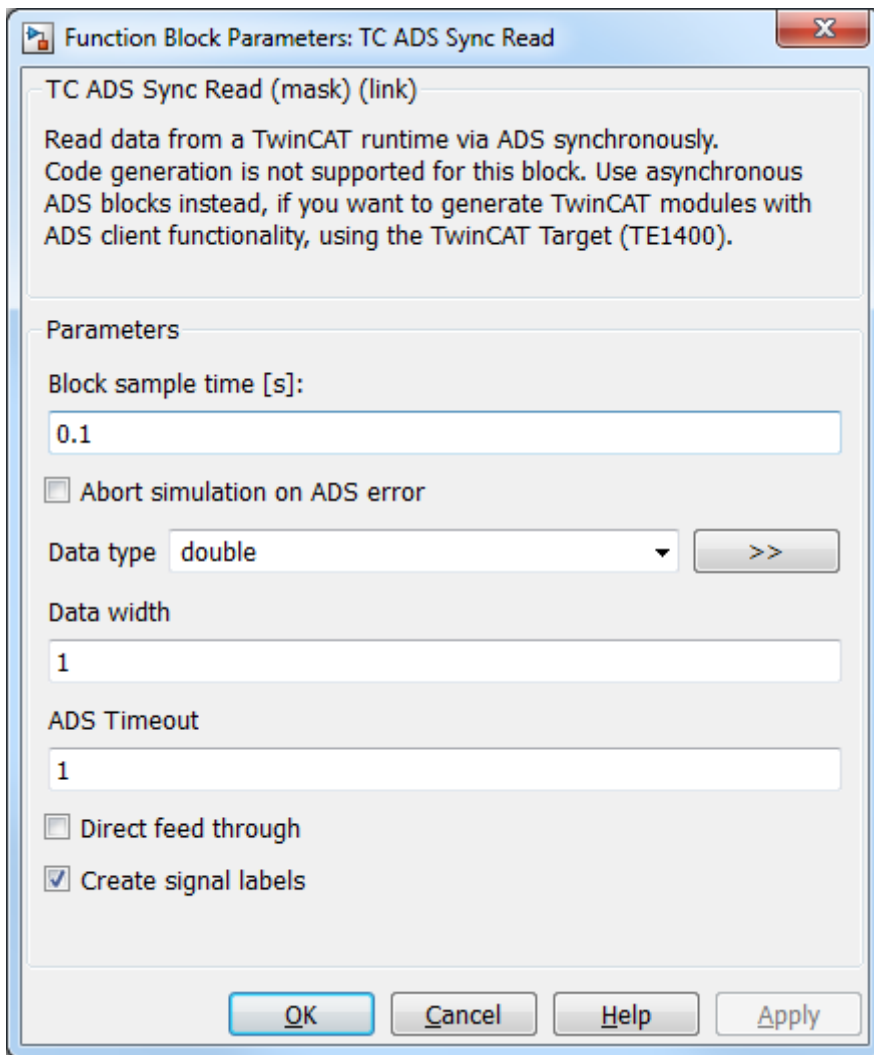 Function Block Parameters: TC ADS Sync Read
TC ADS Sync Read (mask) (link)
Read data from a TwinCAT runtime via ADS synchronously.
Code generation is not supported for this block. Use asynchronous
ADS blocks instead, if you want to generate TwinCAT modules with
ADS client functionality, using the TwinCAT Target (TE1400).
Parameters
Block sample time [s]:
0.1
Abort simulation on ADS error
Data type double >>
Data width
1
ADS Timeout
1
Direct feed through
Create signal labels
OK Cancel Help Apply